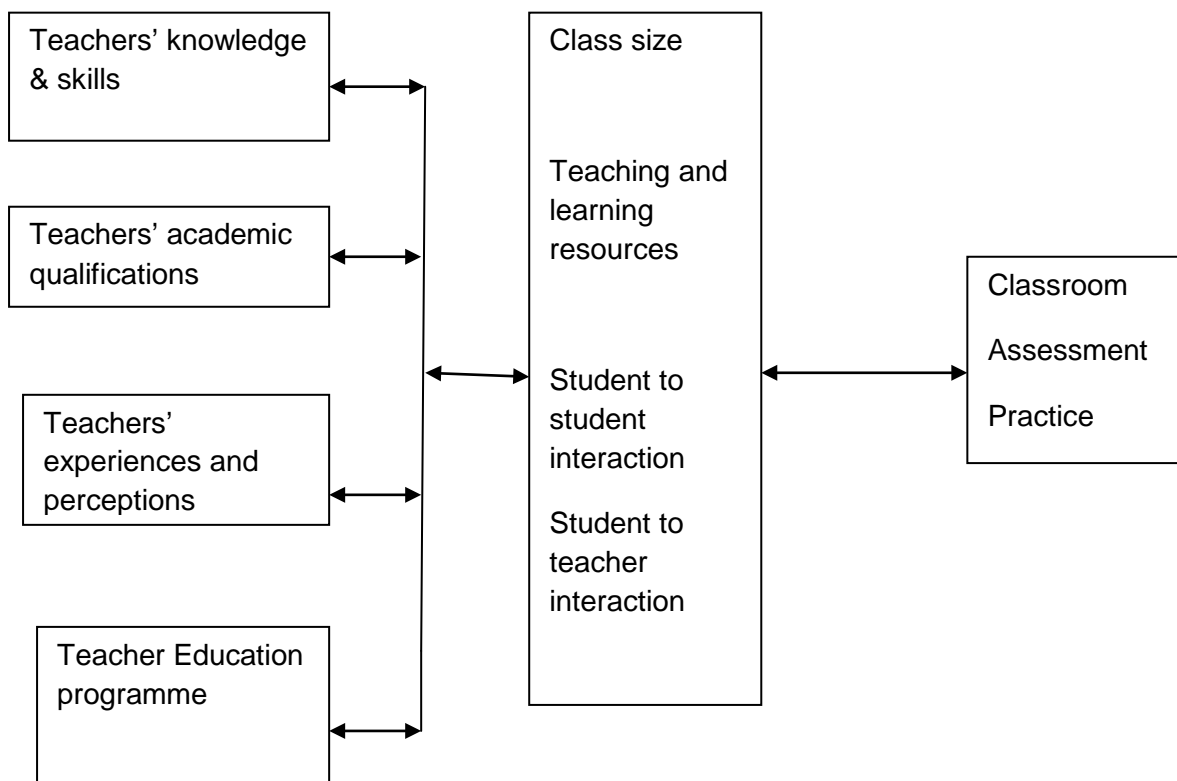 Teachers’ knowledge
& skills
Teachers’ academic
qualifications
Teachers’
experiences and
perceptions
Teacher Education
programme
Class size
Teaching and
learning
resources
Student to
student
interaction
Student to
teacher
interaction
Classroom
Assessment
Practice